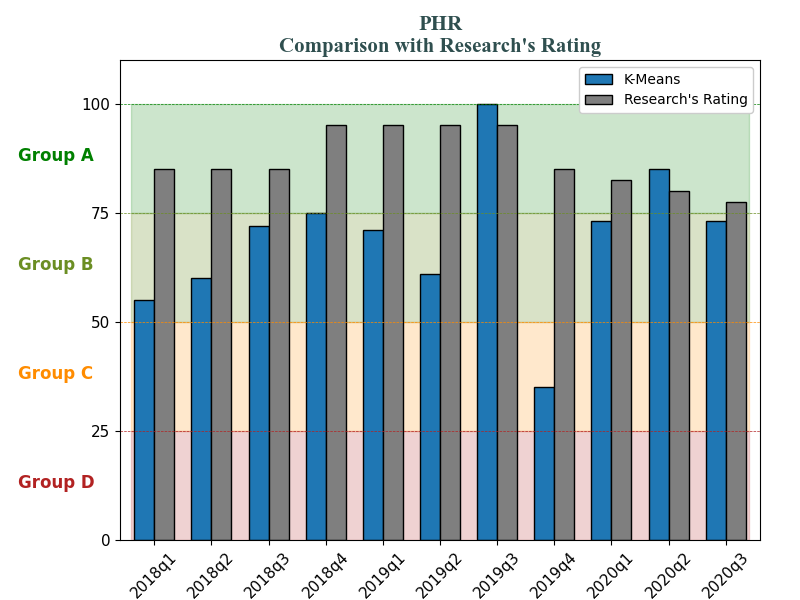 PHR
Comparison with Research's Rating
K-Means
Research's Rating
100
Group A
75
Group B
50
Group C
25
Group D
0
2018q1 2018q2 2018q3 2018q4 2019q1 2019q2 2019q3 2019q4 2020q1 2020q2 2020q3